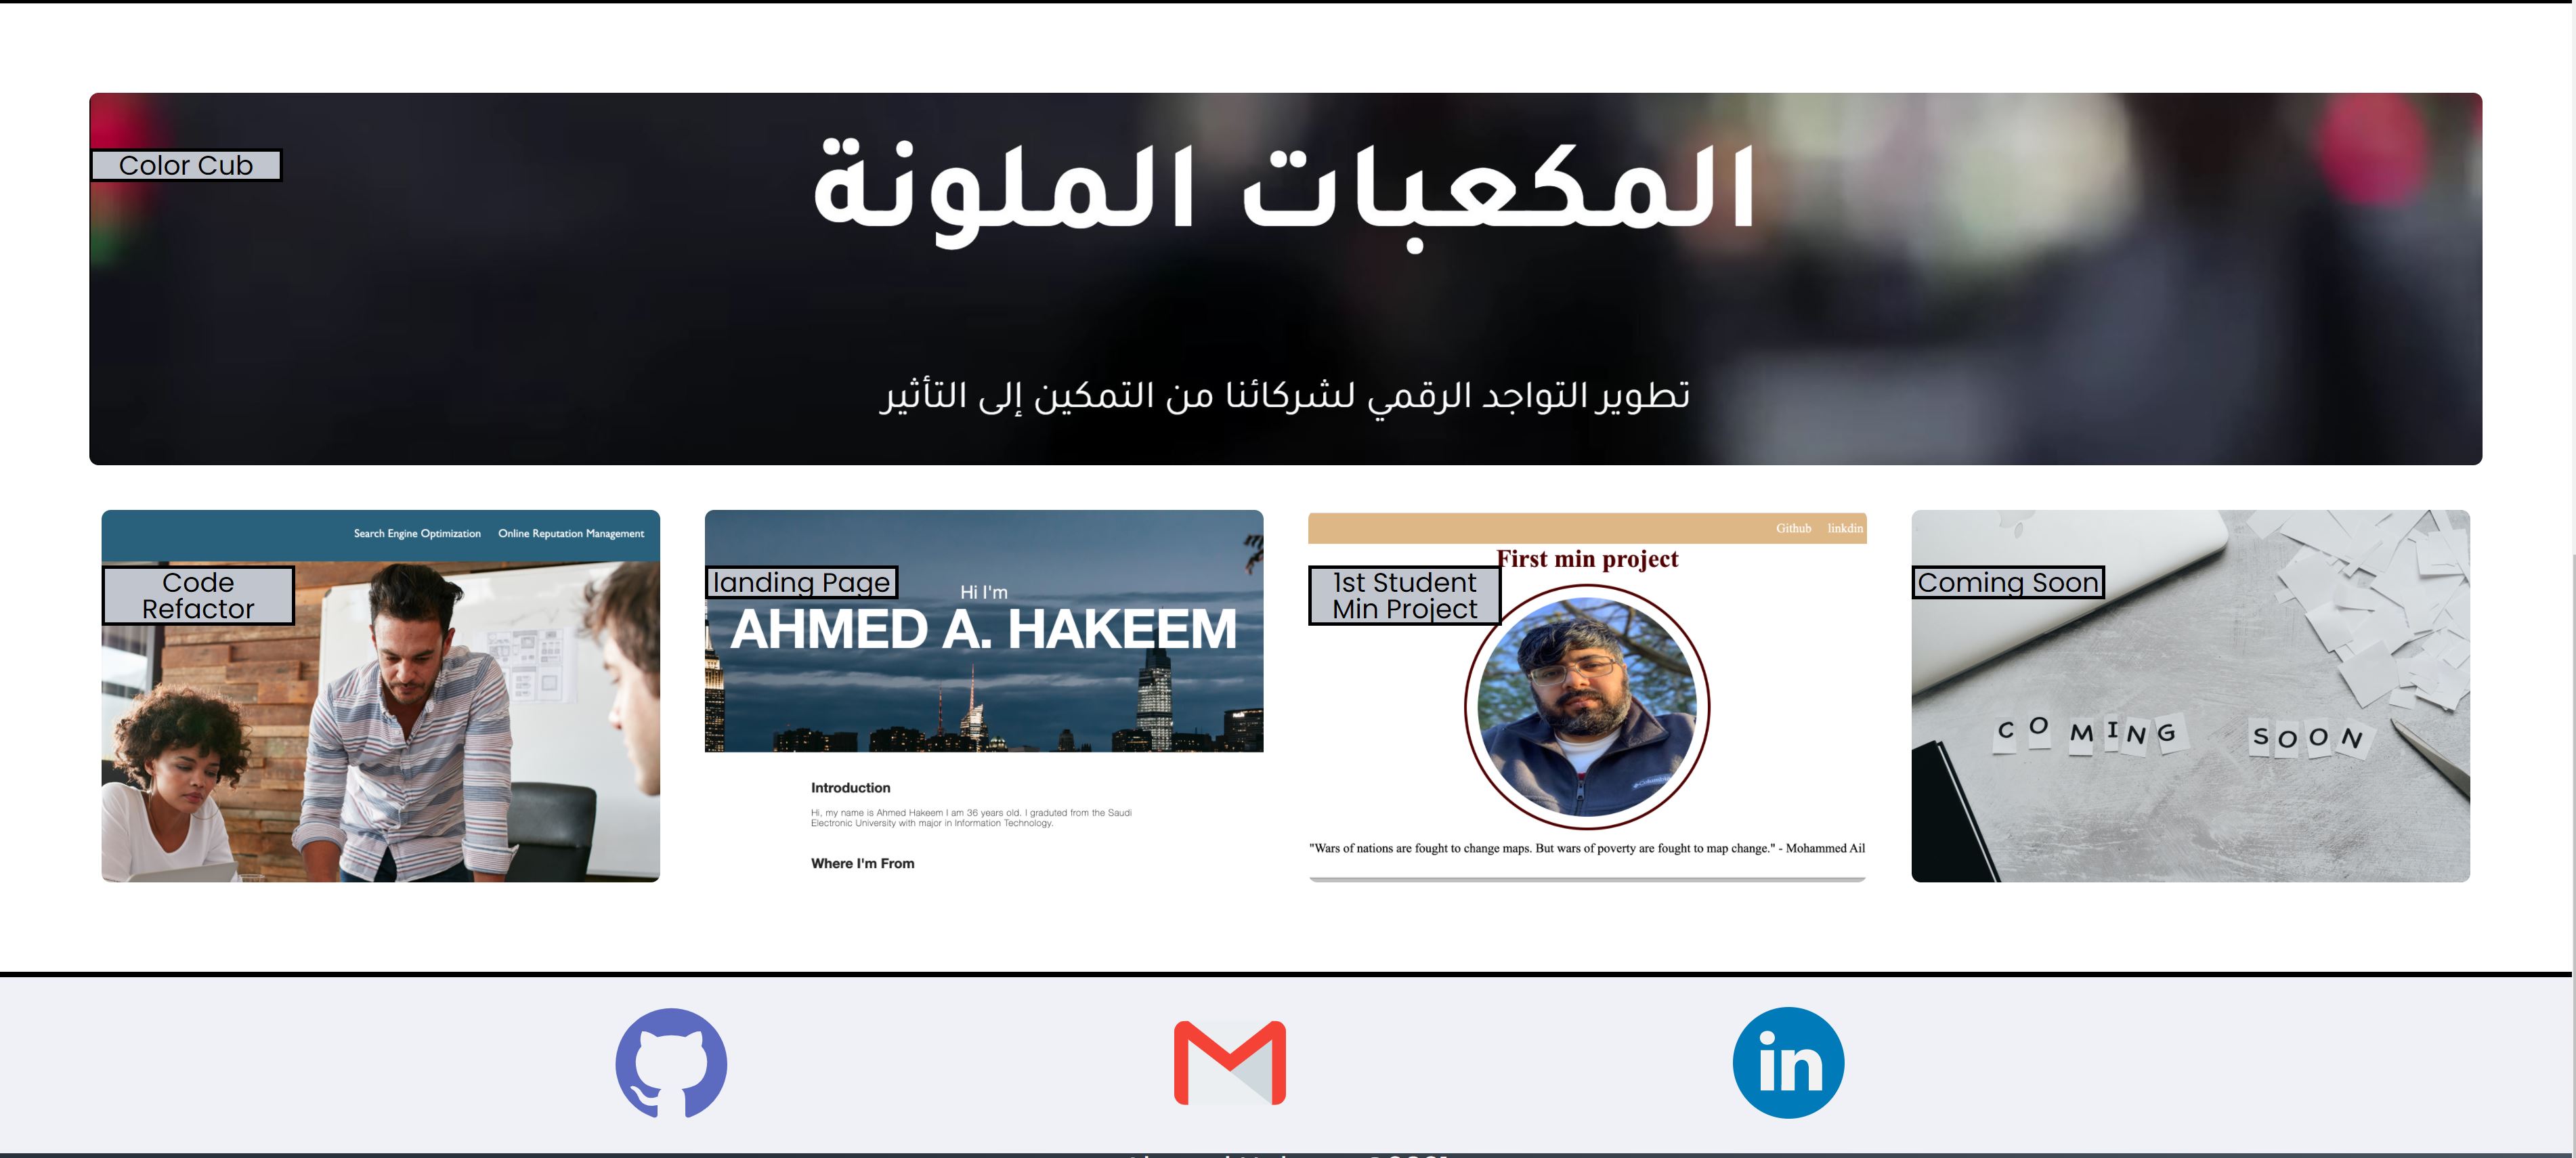 Color Cub
المكعبات الملونة
تطوير التواجد الرقمي لشركائنا من التمكين إلى التأثير
Search Engine Optimization Online Reputation Management
Code
Refactor
landing Page
Hi I'm
AHMED A. HAKEEM
Introduction
Hi, my name is Ahmed Hakeem I am 36 years old. I graduted from the Saudi
Electronic University with major in Information Technology.
Where I'm From
Github linkdin
First min project
1st Student
Min Project
"Wars of nations are fought to change maps. But wars of poverty are fought to map change." - Mohammed Ail
Coming Soon
COMING SOON
in